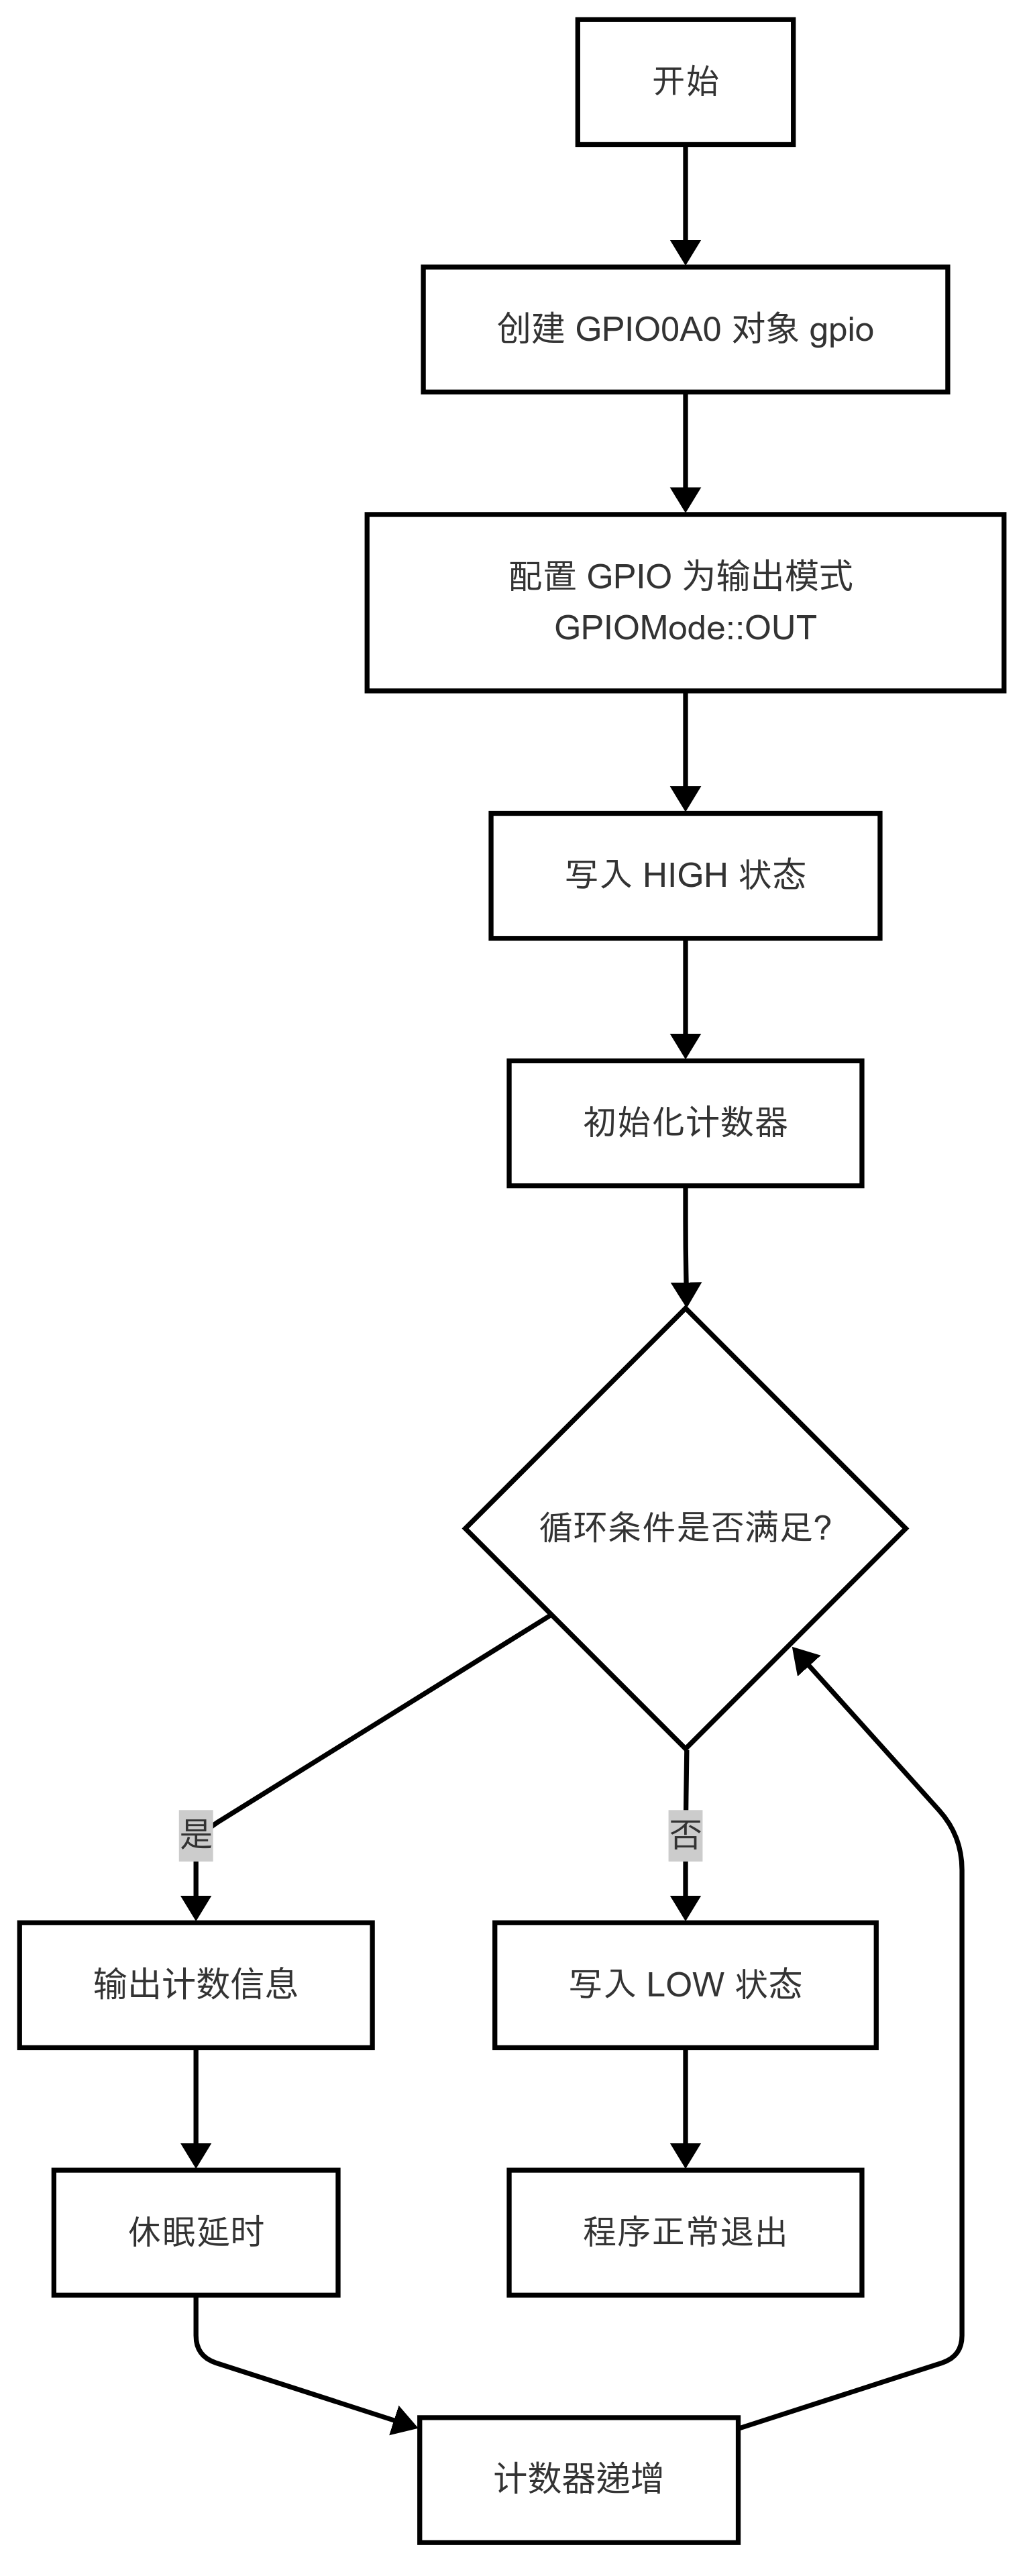 开始
创建 GPIO0A0 对象 gpio
配置 GPIO 为输出模式
GPIOMode::OUT
写入 HIGH 状态
初始化计数器
循环条件是否满足?
是
否
输出计数信息
写入 LOW 状态
休眠延时
程序正常退出
计数器递增